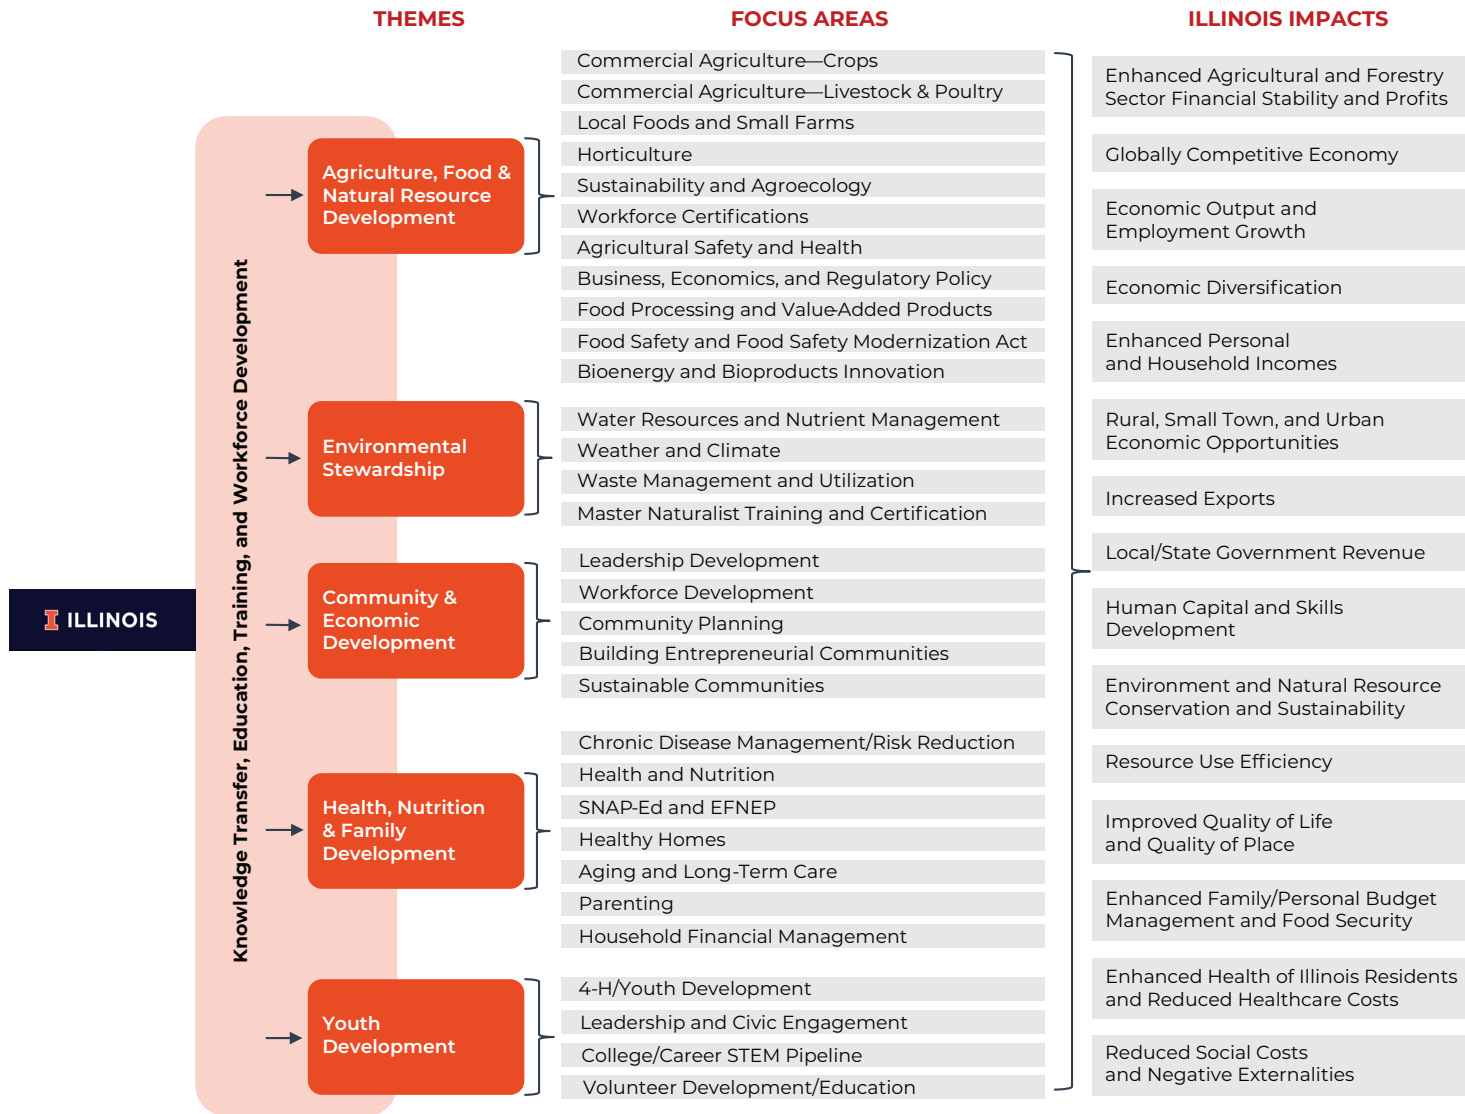 THEMES
FOCUS AREAS
ILLINOIS IMPACTS
ILLINOIS
Knowledge Transfer, Education, Training, and Workforce Development
Agriculture, Food &
Natural Resource
Development
Commercial Agriculture—Crops
Commercial Agriculture—Livestock & Poultry
Local Foods and Small Farms
Horticulture
Sustainability and Agroecology
Workforce Certifications
Agricultural Safety and Health
Business, Economics, and Regulatory Policy
Food Processing and Value-Added Products
Food Safety and Food Safety Modernization Act
Bioenergy and Bioproducts Innovation
Environmental
Stewardship
Water Resources and Nutrient Management
Weather and Climate
Waste Management and Utilization
Master Naturalist Training and Certification
Community &
Economic
Development
Leadership Development
Workforce Development
Community Planning
Building Entrepreneurial Communities
Sustainable Communities
Health, Nutrition
& Family
Development
Chronic Disease Management/Risk Reduction
Health and Nutrition
SNAP-Ed and EFNEP
Healthy Homes
Aging and Long-Term Care
Parenting
Household Financial Management
Youth
Development
4-H/Youth Development
Leadership and Civic Engagement
College/Career STEM Pipeline
Volunteer Development/Education
Enhanced Agricultural and Forestry
Sector Financial Stability and Profits
Globally Competitive Economy
Economic Output and
Employment Growth
Economic Diversification
Enhanced Personal
and Household Incomes
Rural, Small Town, and Urban
Economic Opportunities
Increased Exports
Local/State Government Revenue
Human Capital and Skills
Development
Environment and Natural Resource
Conservation and Sustainability
Resource Use Efficiency
Improved Quality of Life
and Quality of Place
Enhanced Family/Personal Budget
Management and Food Security
Enhanced Health of Illinois Residents
and Reduced Healthcare Costs
Reduced Social Costs
and Negative Externalities